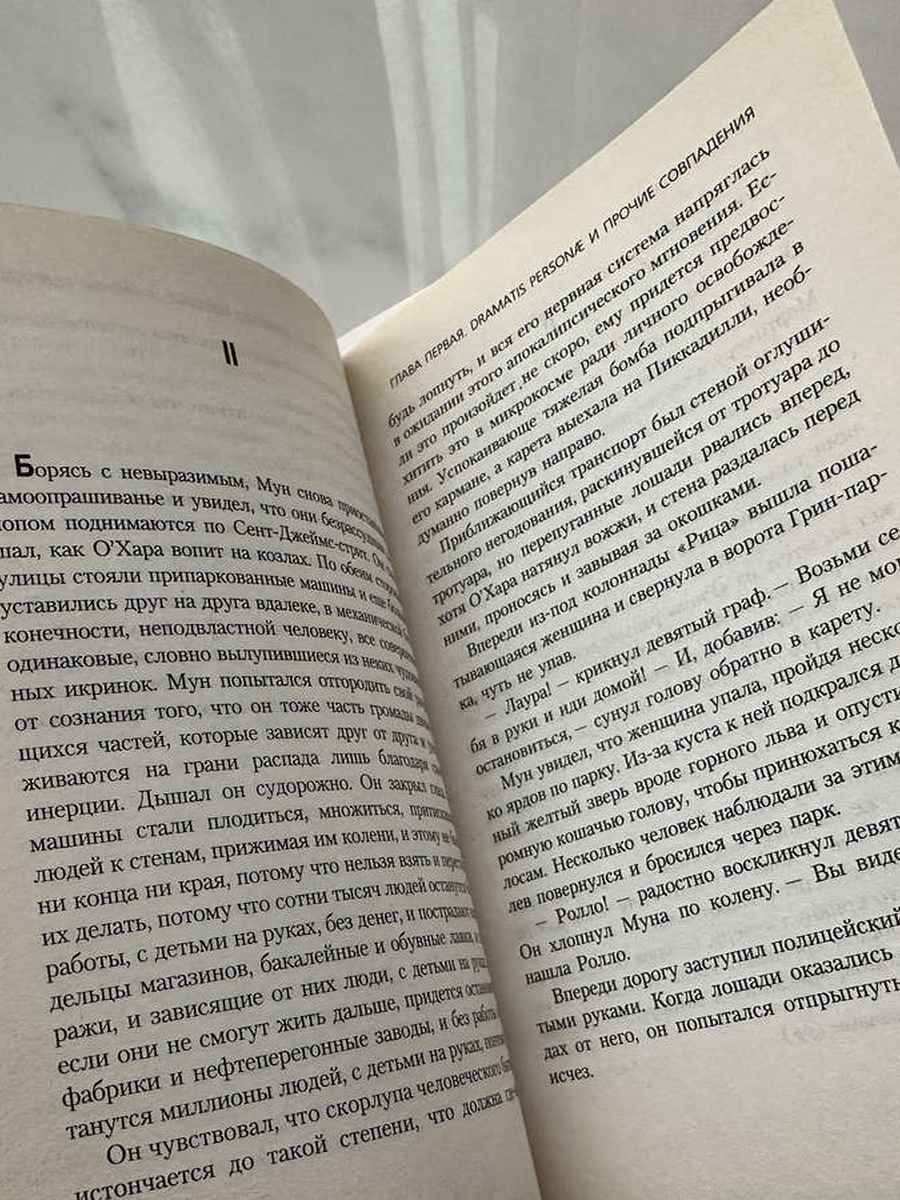 II
Борясь с невыразимым, Мун снова
амоопрашиванье и увидел, что они
лопом поднимаются по Сент-Джеймс-стрит.
шал, как О’Хара вопит на козлах. По обеим
улицы стояли припаркованные машины и еще
уставились друг на друга вдалеке, в механической
конечности, неподвластной человеку, все
одинаковые, словно вылупившиеся из неких
ных икринок. Мун попытался отгородить свой
от сознания того, что он тоже часть громады
щихся частей, которые зависят друг от друга и
живаются на грани распада лишь благодаря
инерции. Дышал он судорожно. Он закрыл
машины стали плодиться, множиться,
людей к стенам, прижимая им колени, и этому не
ни конца ни края, потому что нельзя взять и
их делать, потому что сотни тысяч людей
работы, с детьми на руках, без денег, и
дельцы магазинов, бакалейные и обувные лавки,
ражи, и зависящие от них люди, с детьми на
если они не смогут жить дальше, придется
фабрики и нефтеперегонные заводы, и без
танутся миллионы людей, с детьми на руках,
Он чувствовал, что скорлупа человеческого
истончается до такой степени, что должна
ГЛАВА ПЕРВАЯ. DRAMATIS PERSONÆ И ПРОЧИЕ СОВПАДЕНИЯ
будь лопнуть, и вся его нервная система напряглась
в ожидании этого апокалипсического мгновения. Ес-
ли это произойдет не скоро, ему придется предвос-
хитить это в микрокосме ради личного освобожде-
ния. Успокаивающе тяжелая бомба подпрыгивала в
его кармане, а карета выехала на Пиккадилли, необ-
думанно повернув направо.
Приближающийся транспорт был стеной оглуши-
тельного негодования, раскинувшейся от тротуара до
тротуара, но перепуганные лошади рвались вперед,
хотя О’Хара натянул вожжи, и стена раздалась перед
ними, проносясь и завывая за окошками.
Впереди из-под колоннады «Рица» вышла поша-
тывающаяся женщина и свернула в ворота Грин-пар-
ка, чуть не упав.
— Лаура! — крикнул девятый граф. — Возьми се
бя в руки и иди домой! — И, добавив: — Я не мо
остановиться, — сунул голову обратно в карету.
Мун увидел, что женщина упала, пройдя неско
ко ярдов по парку. Из-за куста к ней подкрался
ный желтый зверь вроде горного льва и опусти
ромную кошачью голову, чтобы принюхаться к
лосам. Несколько человек наблюдали за этим
лев повернулся и бросился через парк.
— Ролло! — радостно воскликнул девят
Он хлопнул Муна по колену. — Вы виде
нашла Ролло.
Впереди дорогу заступил полицейский
тыми руками. Когда лошади оказались
дах от него, он попытался отпрыгнуть
исчез.